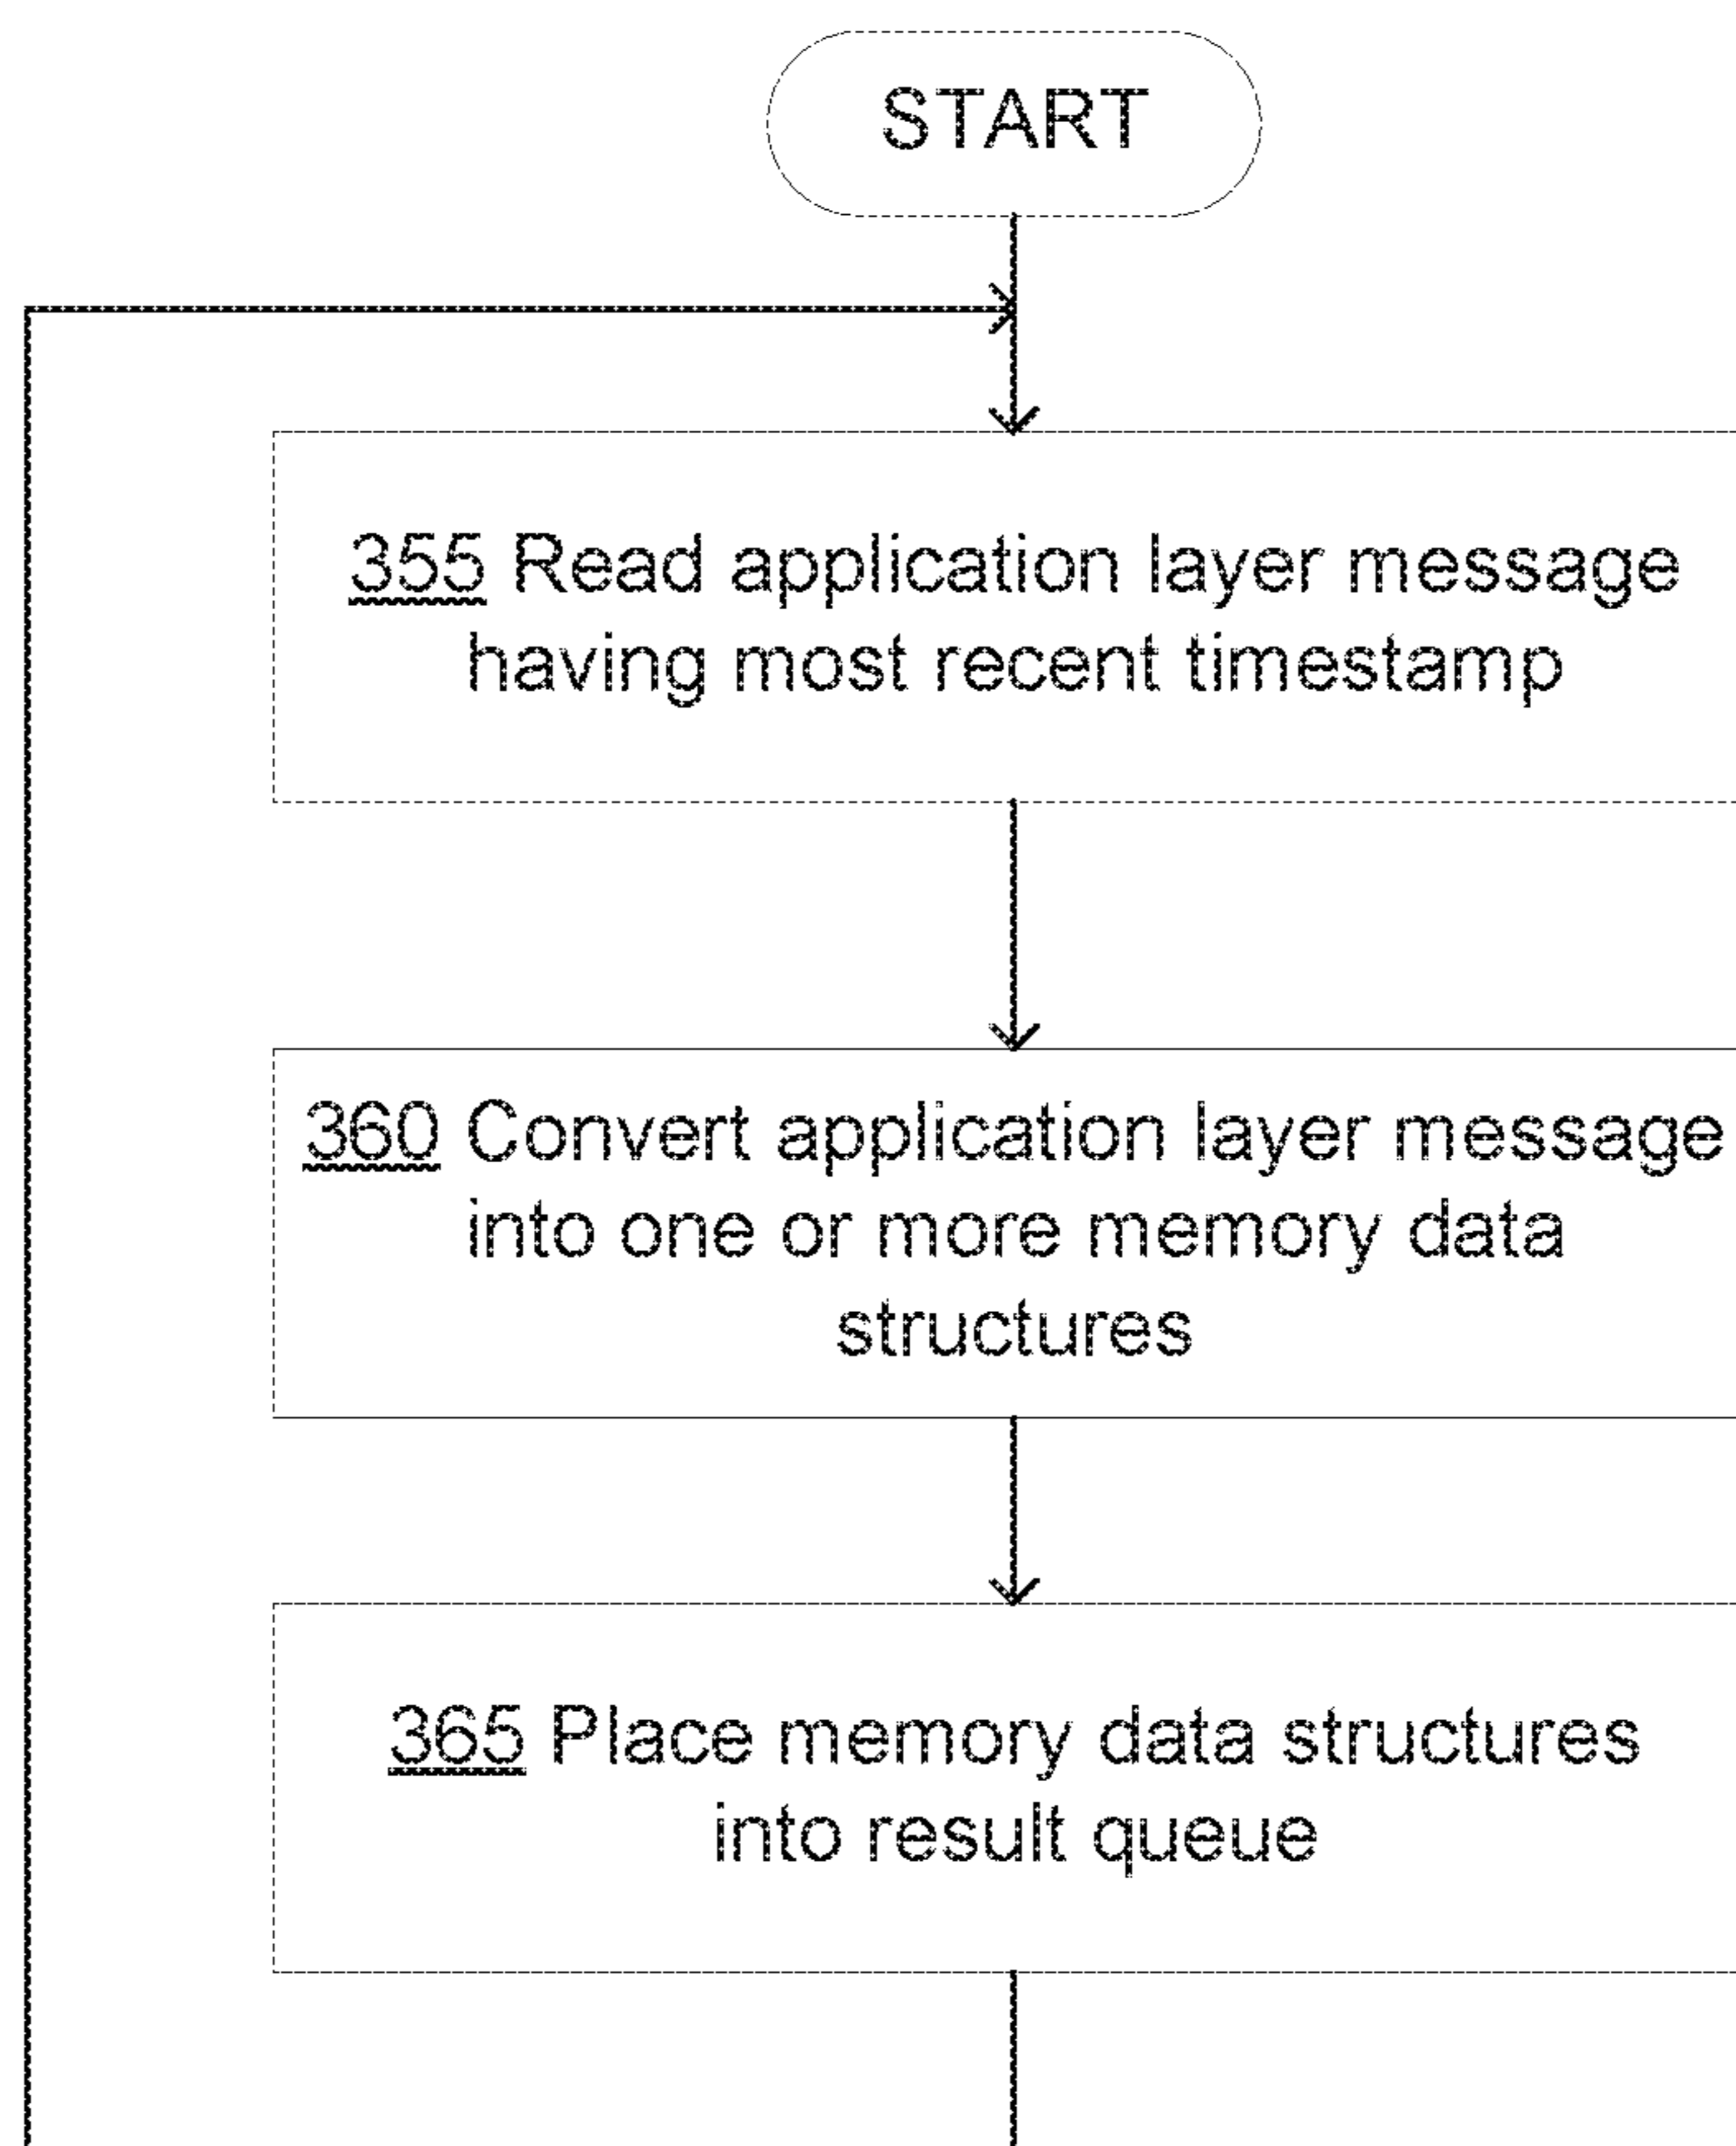 START
355 Read application layer message
having most recent timestamp
360 Convert application layer message
into one or more memory data
structures
365 Place memory data structures
into result queue